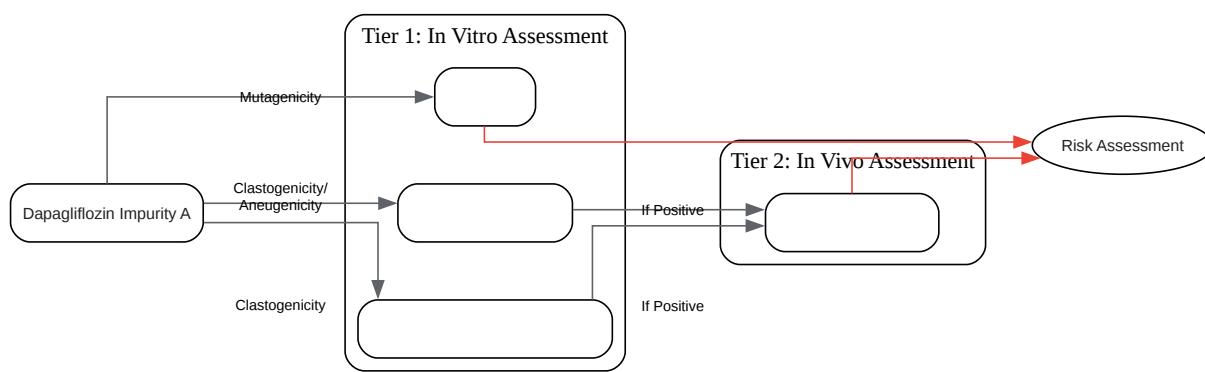 Tier 1: In Vitro Assessment
Mutagenicity
Risk Assessment
Tier 2: In Vivo Assessment
Clastogenicity/
Aneugenicity
If Positive
Dapagliflozin Impurity A
Clastogenicity
If Positive